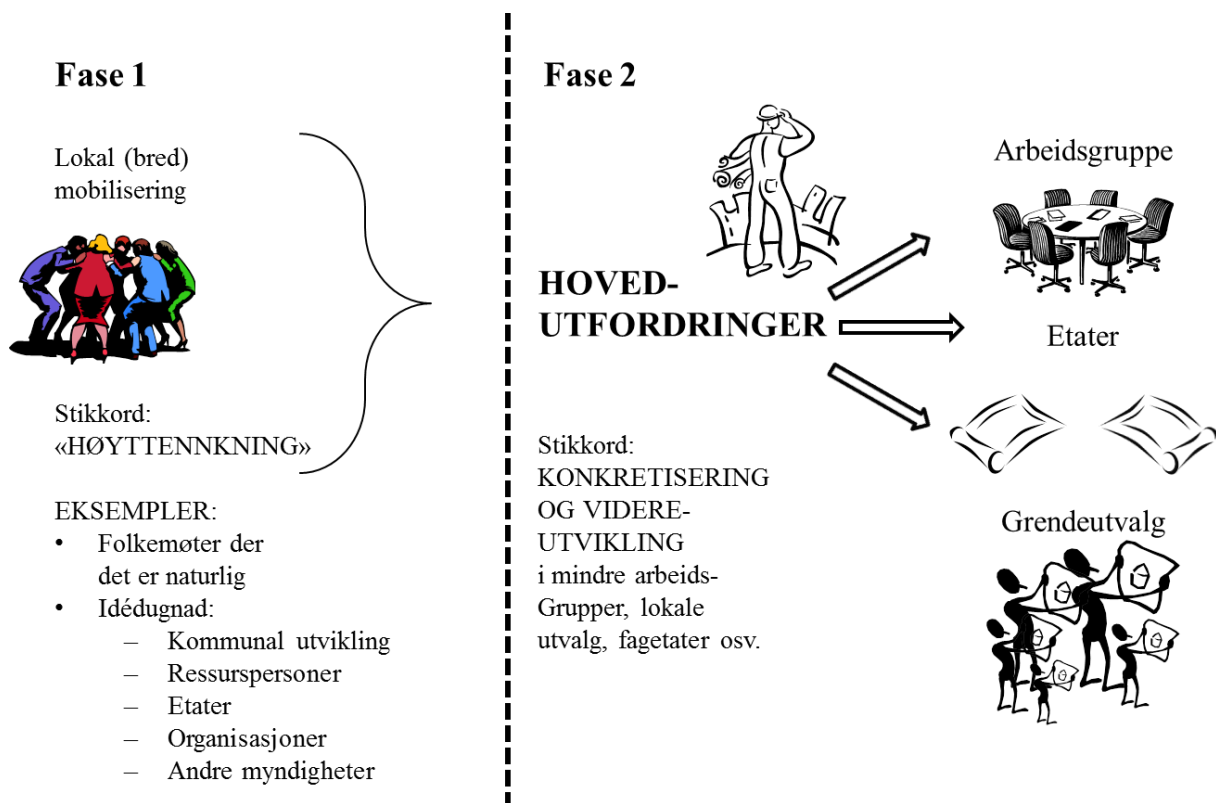 Fase 1
Lokal (bred)
mobilisering
Stikkord:
«HØYTTENNKNING»
EKSEMPLER:
• Folkemøter der
det er naturlig
• Idédugnad:
– Kommunal utvikling
– Ressurspersoner
– Etater
– Organisasjoner
– Andre myndigheter
Fase 2
HOVED-
UTFORDRINGER
Stikkord:
KONKRETISERING
OG VIDERE-
UTVIKLING
i mindre arbeids-
Grupper, lokale
utvalg, fagetater osv.
Arbeidsgruppe
Etater
Grendeutvalg